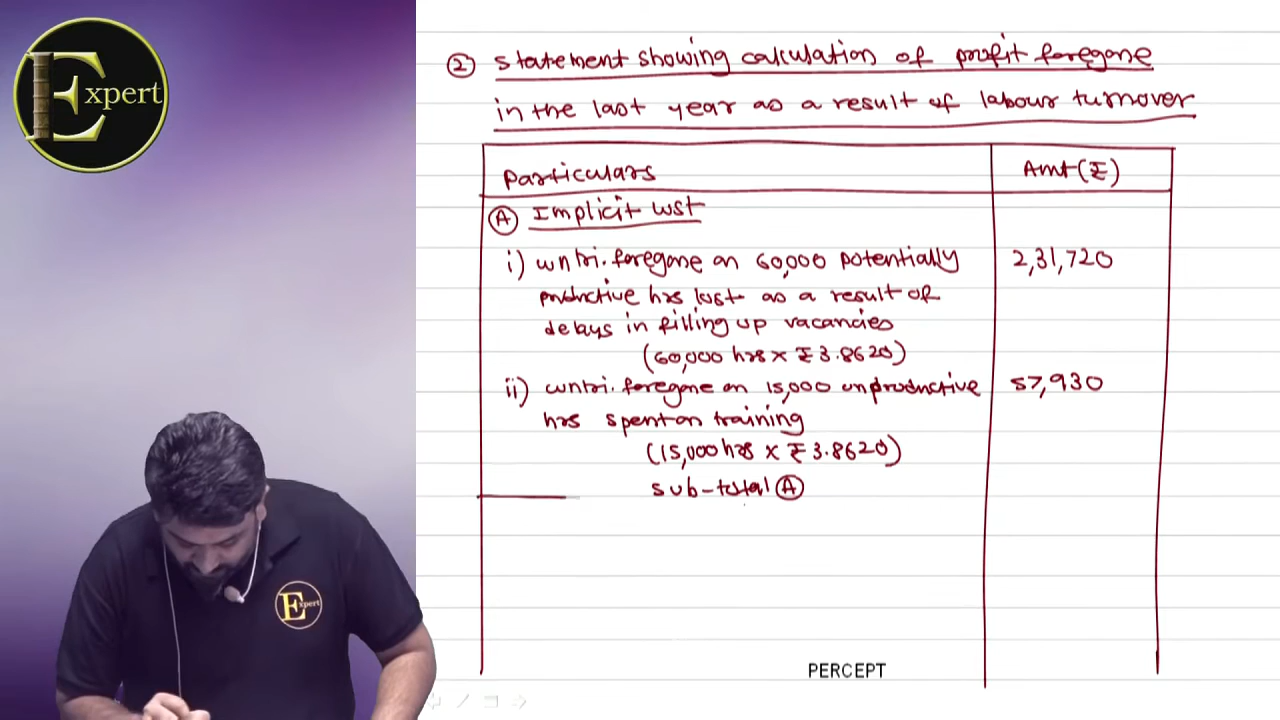 Expert
② statement showing calculation of profit foregone
in the last year as a result of labour turnover
Particulars Amt (₹)
Ⓐ Implicit cost
i) contri. foregone on 60,000 potentially 2,31,720
productive hrs lost as a result of
delays in filling up vacancies
(60,000 hrs × ₹ 3.8620)
ii) contri. foregone on 15,000 unproductive 57,930
hrs spent on training
(15,000 hrs × ₹ 3.8620)
sub-total Ⓐ
Expert
PERCEPT